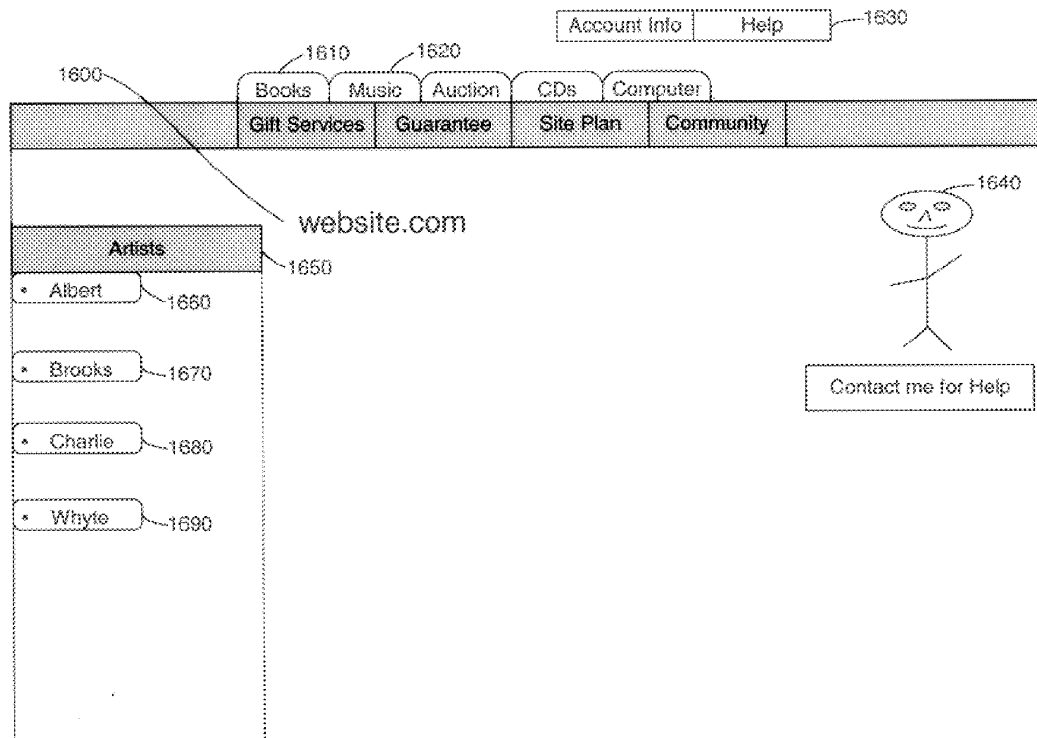 Account Info Help 1630
1610 1620
1600
Books Music Auction CDs Computer
Gift Services Guarantee Site Plan Community
1640
website.com
Artists
1650
Albert
1660
Brooks
1670
Contact me for Help
Charlie
1680
Whyte
1690